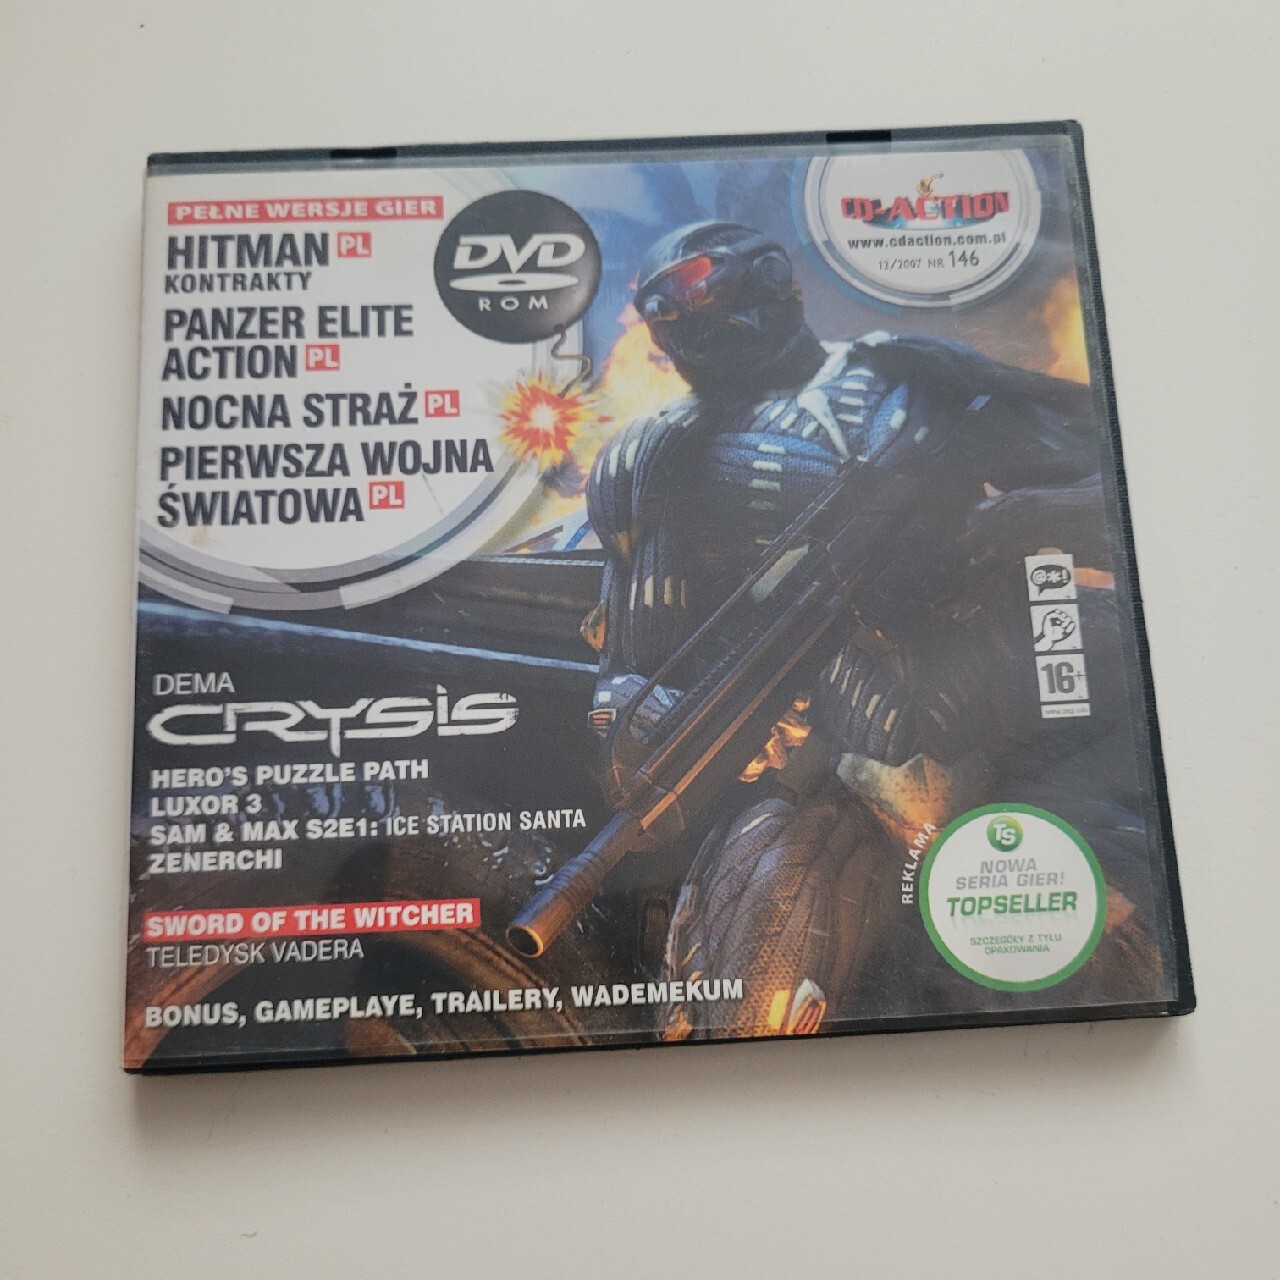 PEŁNE WERSJE GIER
HITMAN PL
KONTRAKTY
PANZER ELITE
ACTION PL
NOCNA STRAŻ PL
PIERWSZA WOJNA
ŚWIATOWA PL
DVD
ROM
CD-ACTION
www.cdaction.com.pl
12/2007 NR 146
@*!
16+
DEMA
CRYSIS
HERO'S PUZZLE PATH
LUXOR 3
SAM & MAX S2E1: ICE STATION SANTA
ZENERCHI
SWORD OF THE WITCHER
TELEDYSK VADERA
BONUS, GAMEPLAYE, TRAILERY, WADEMEKUM
REKLAMA
TS
NOWA
SERIA GIER!
TOPSELLER
SZCZEGÓŁY Z TYŁU
OPAKOWANIA